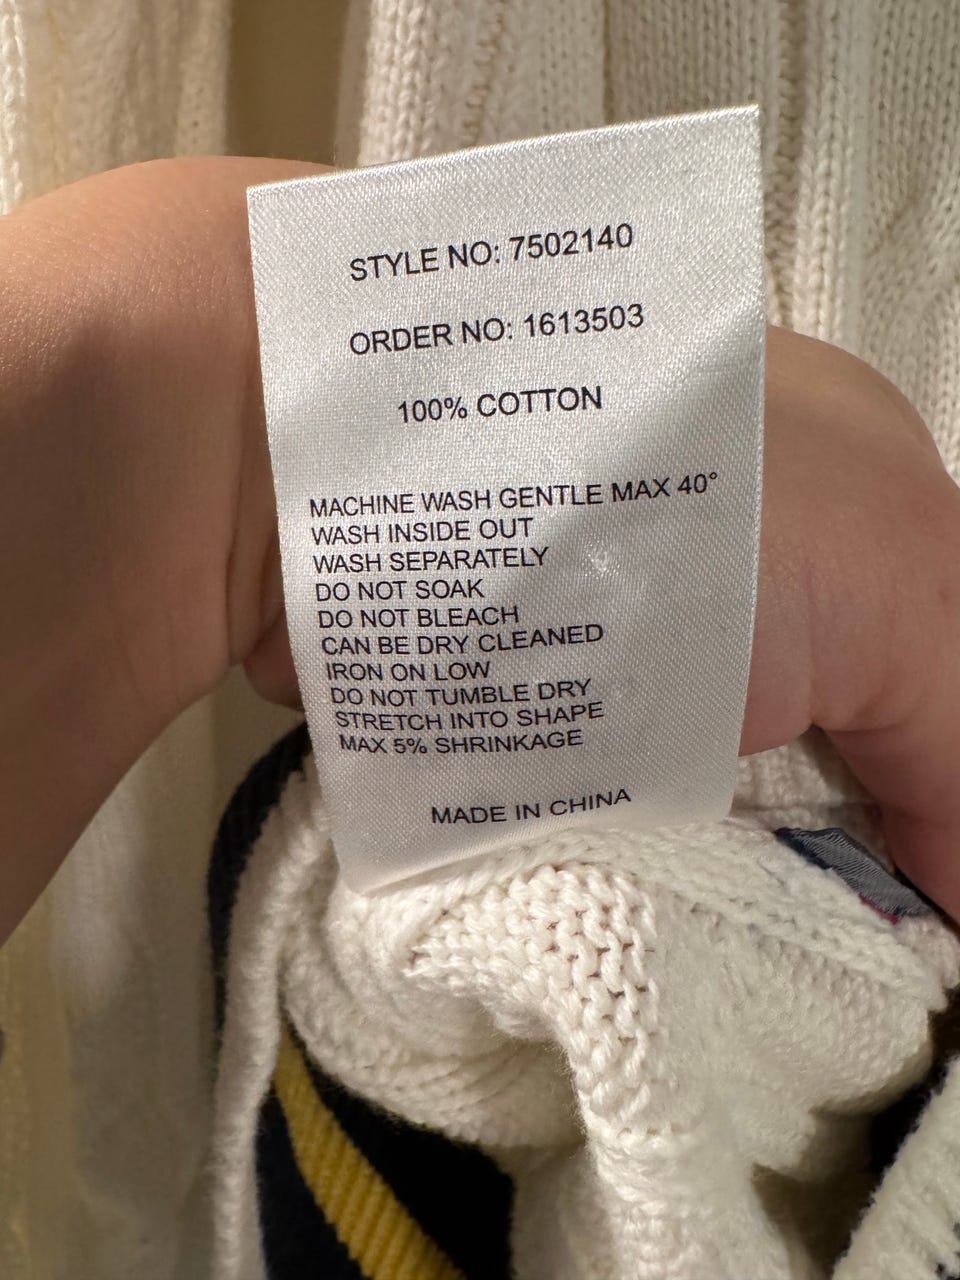 STYLE NO: 7502140
ORDER NO: 1613503
100% COTTON
MACHINE WASH GENTLE MAX 40°
WASH INSIDE OUT
WASH SEPARATELY
DO NOT SOAK
DO NOT BLEACH
CAN BE DRY CLEANED
IRON ON LOW
DO NOT TUMBLE DRY
STRETCH INTO SHAPE
MAX 5% SHRINKAGE
MADE IN CHINA